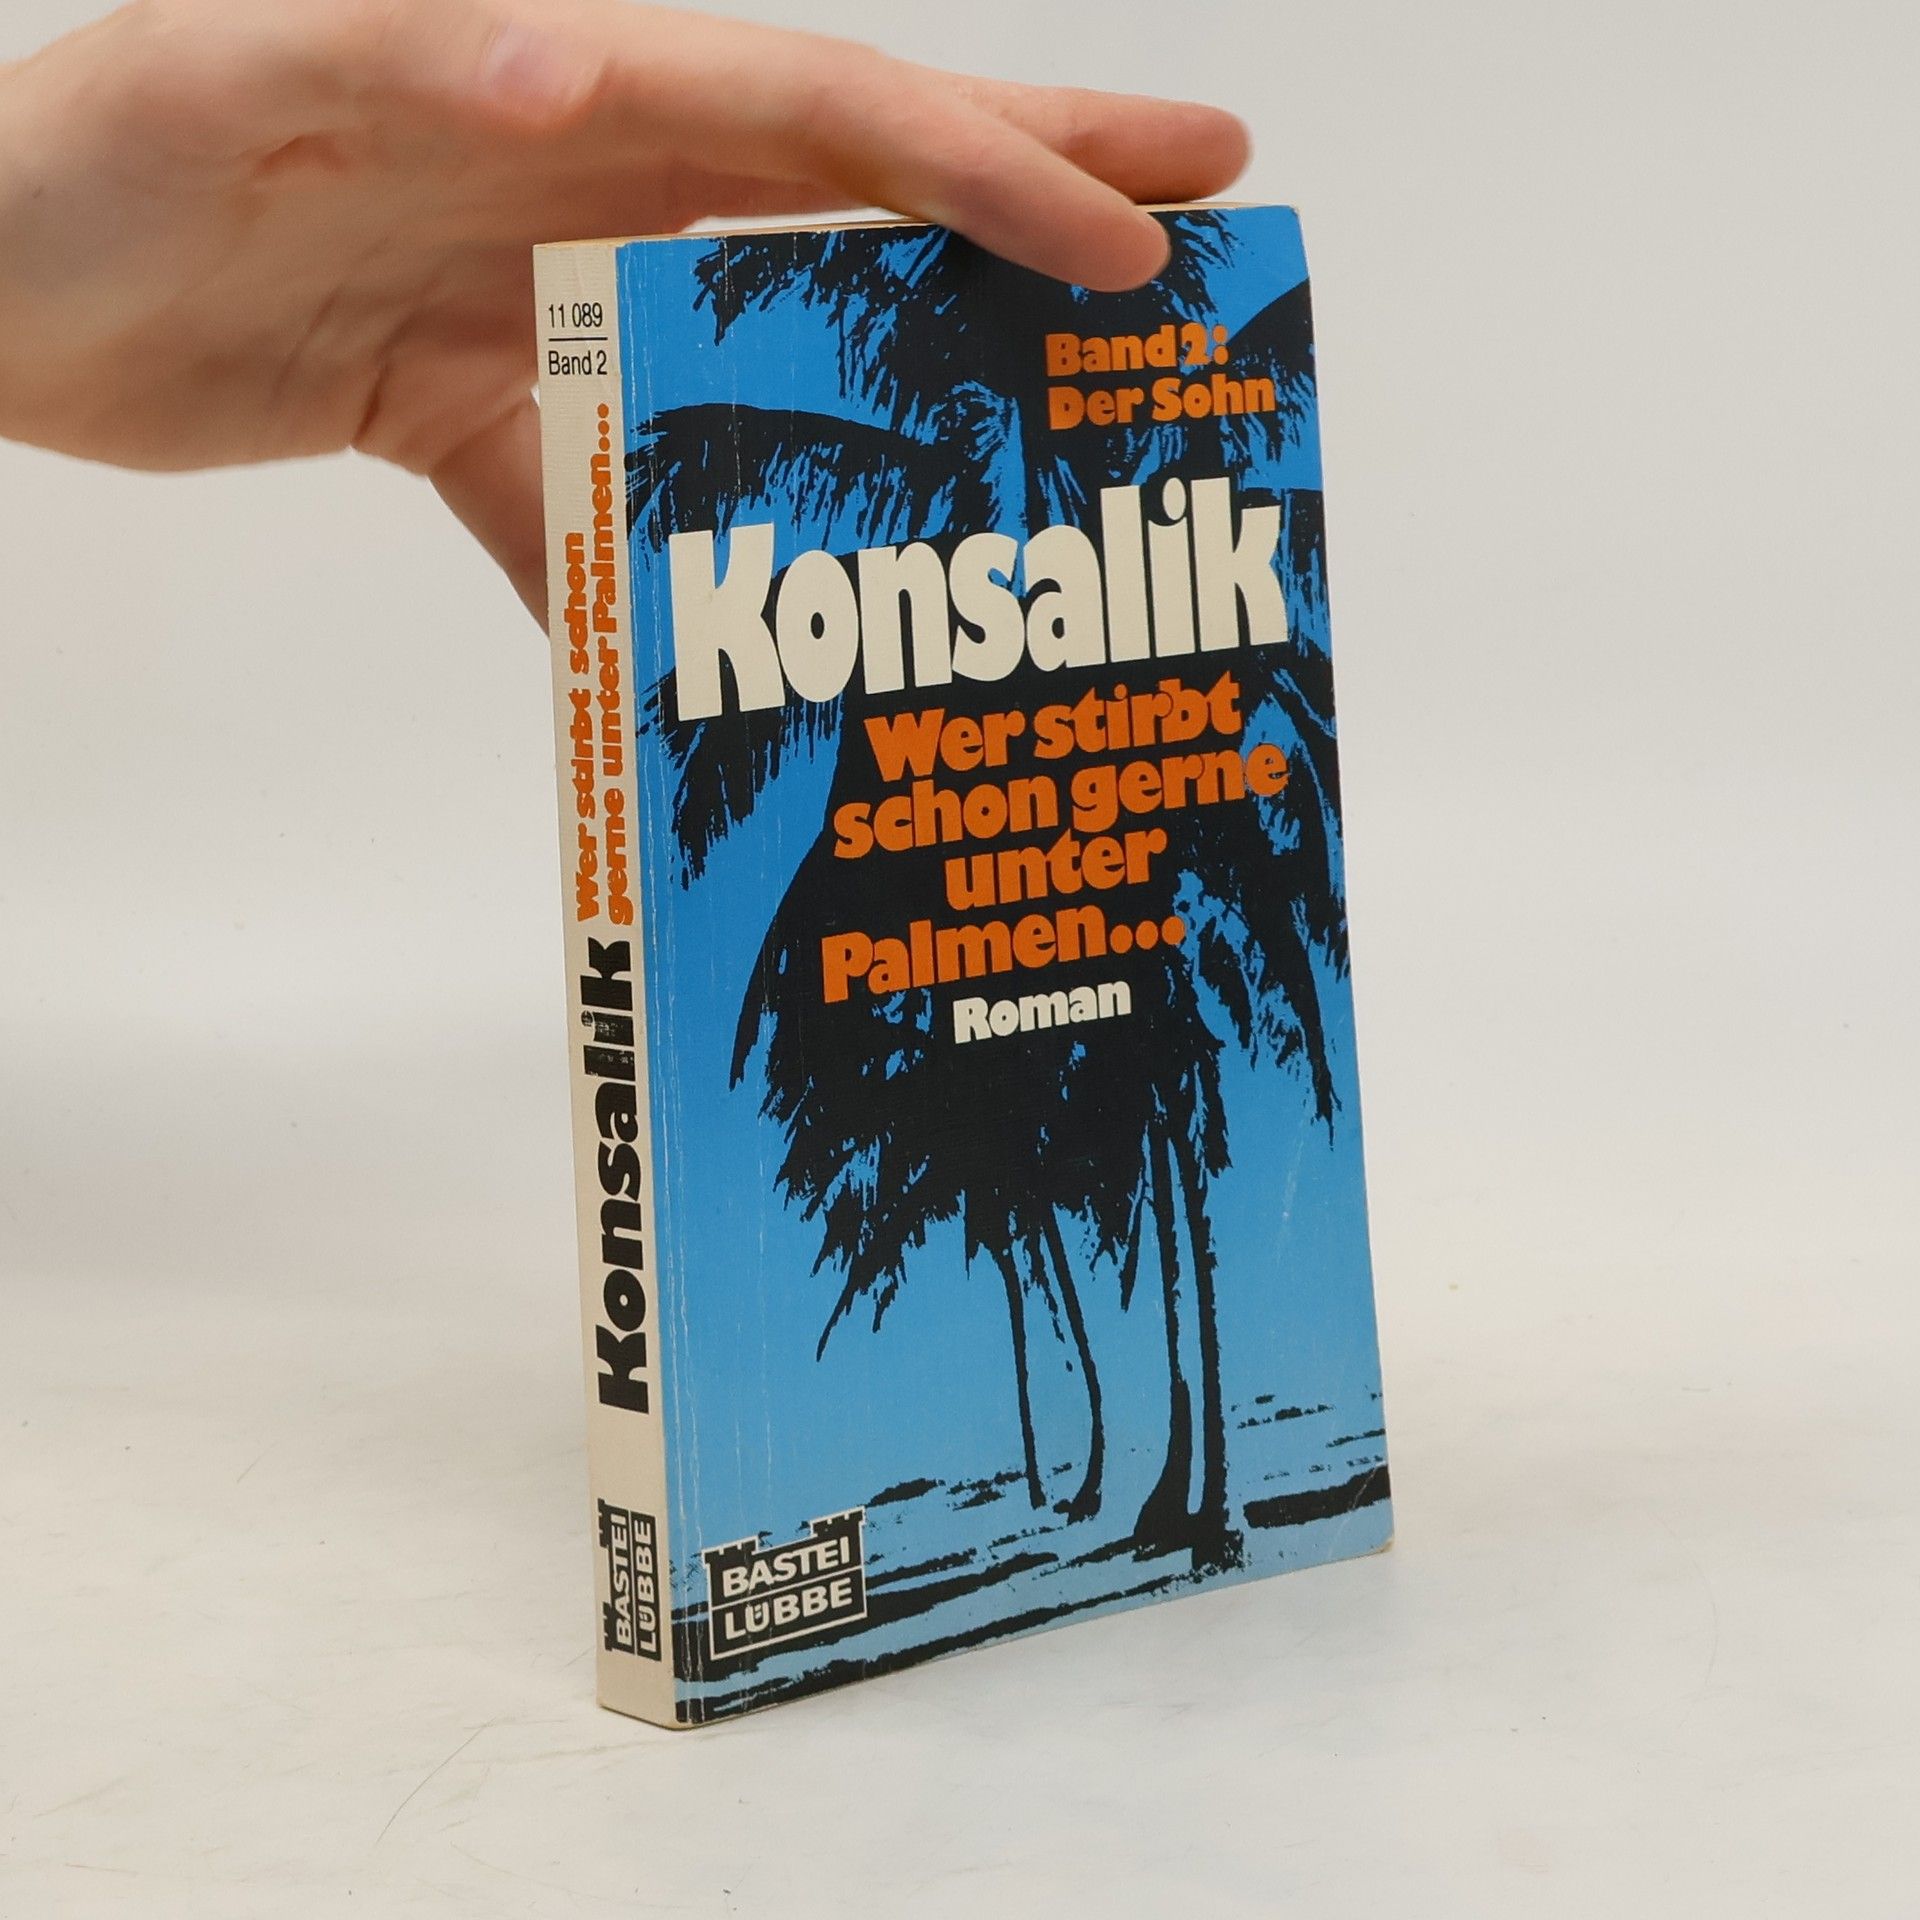 11 089
Band 2
Wer stirbt schon
gerne unter Palmen...
Konsalik
BASTEI
LÜBBE
Band 2:
Der Sohn
Konsalik
Wer stirbt
schon gerne
unter
Palmen...
Roman
BASTEI
LÜBBE